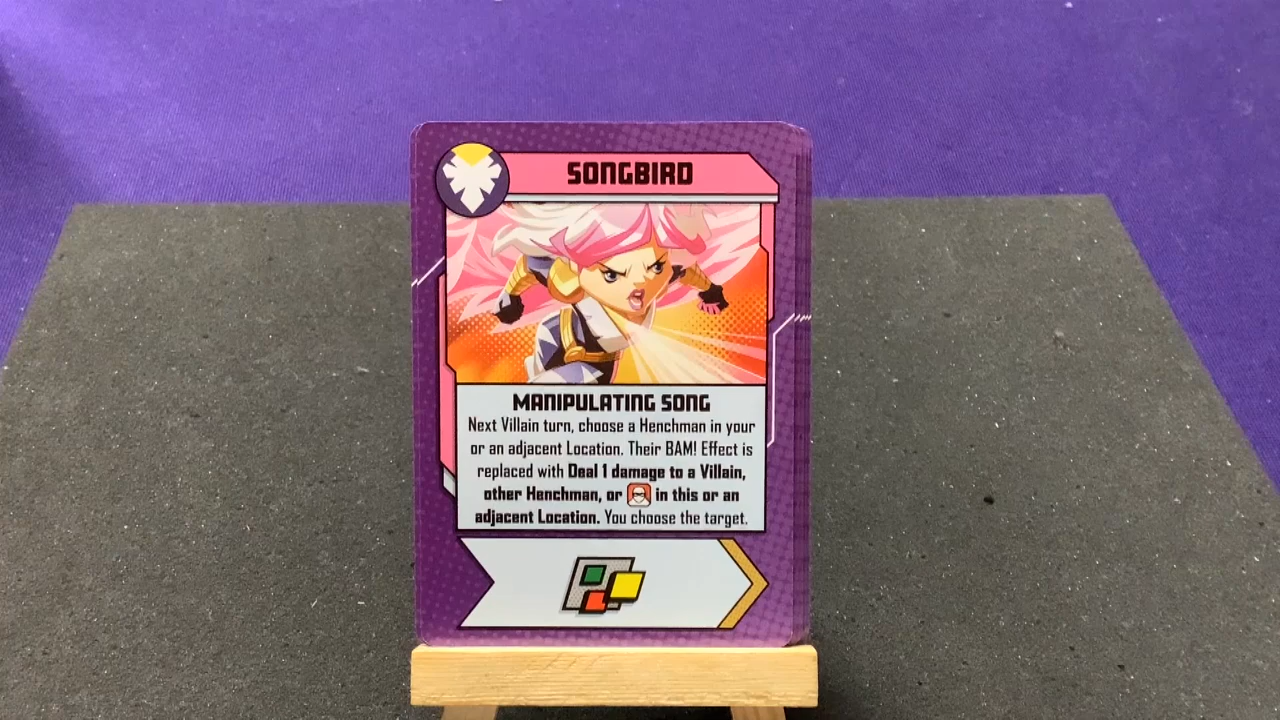 SONGBIRD
MANIPULATING SONG
Next Villain turn, choose a Henchman in your
or an adjacent Location. Their BAM! Effect is
replaced with Deal 1 damage to a Villain,
other Henchman, or in this or an
adjacent Location. You choose the target.